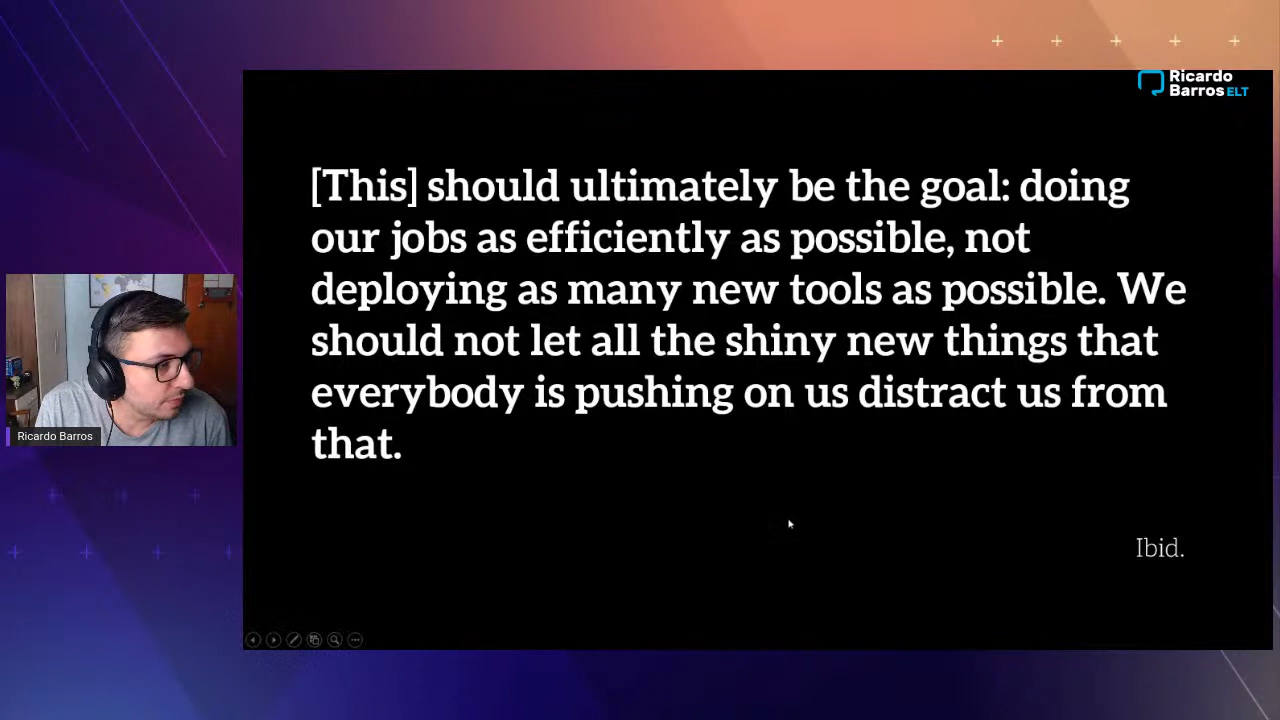 Ricardo
Barros ELT
[This] should ultimately be the goal: doing
our jobs as efficiently as possible, not
deploying as many new tools as possible. We
should not let all the shiny new things that
everybody is pushing on us distract us from
that.
Ricardo Barros
Ibid.